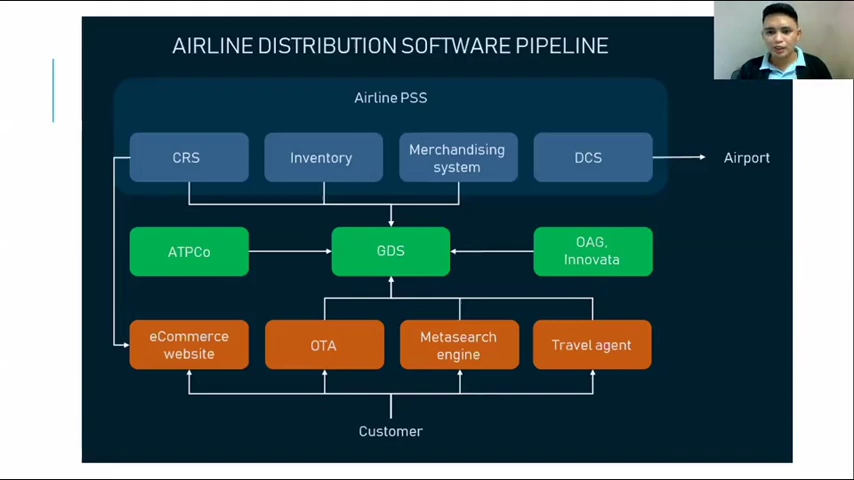 AIRLINE DISTRIBUTION SOFTWARE PIPELINE
Airline PSS
CRS
Inventory
Merchandising
system
DCS
Airport
ATPCo
GDS
OAG,
Innovata
eCommerce
website
OTA
Metasearch
engine
Travel agent
Customer